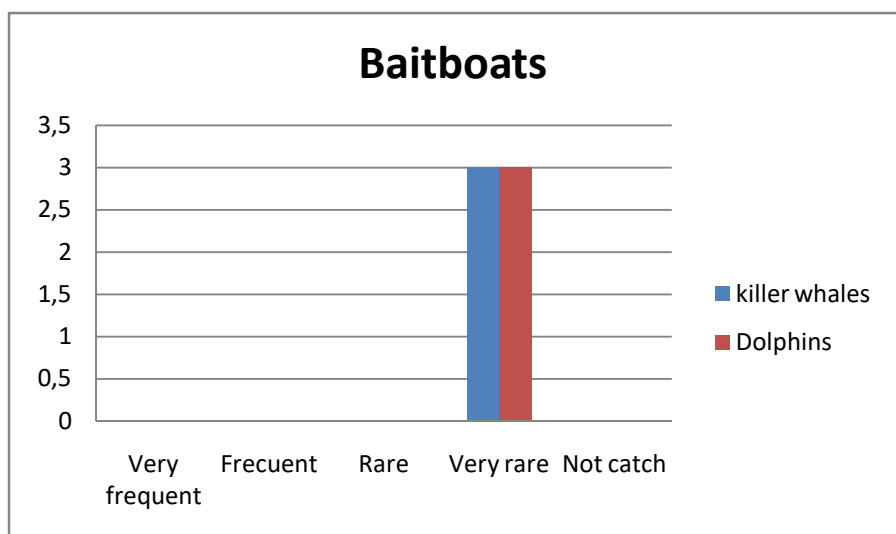 Baitboats
3,5
3
2,5
2
1,5
1
0,5
0
Very frequent
Frecuent
Rare
Very rare
Not catch
killer whales
Dolphins